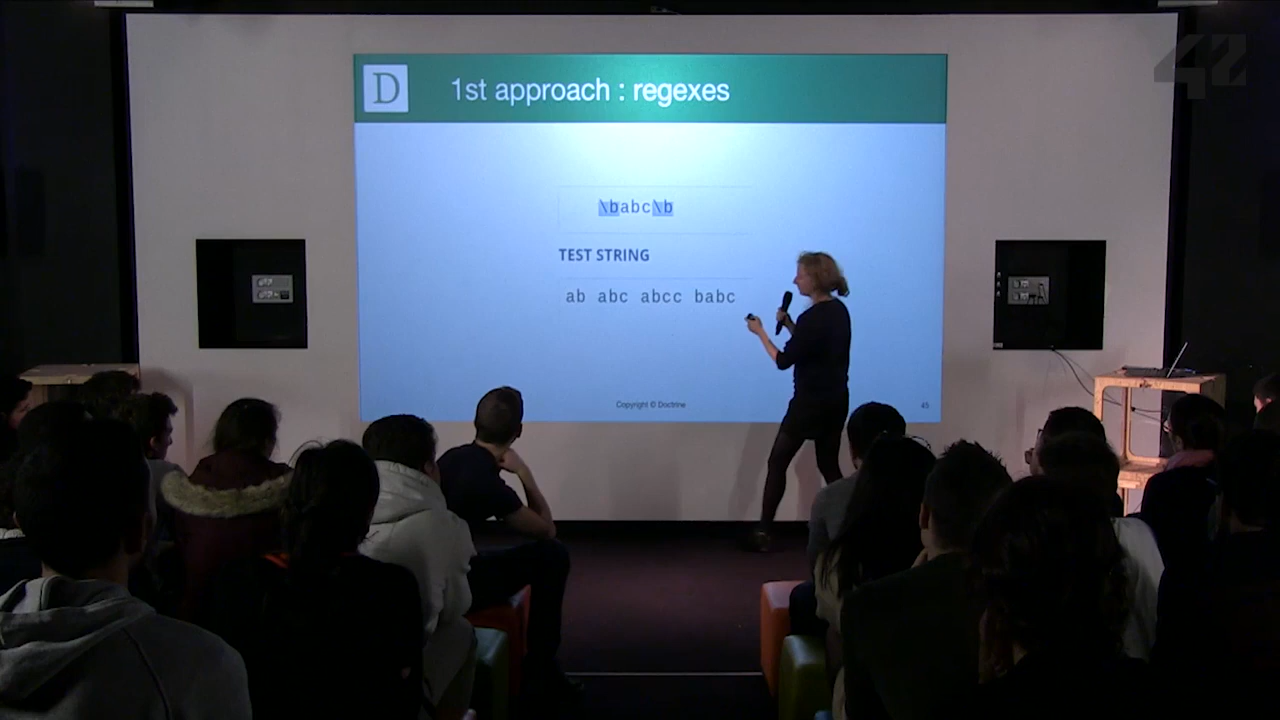 42
D
1st approach : regexes
\babc\b
TEST STRING
ab abc abcc babc
Copyright © Doctrine
45